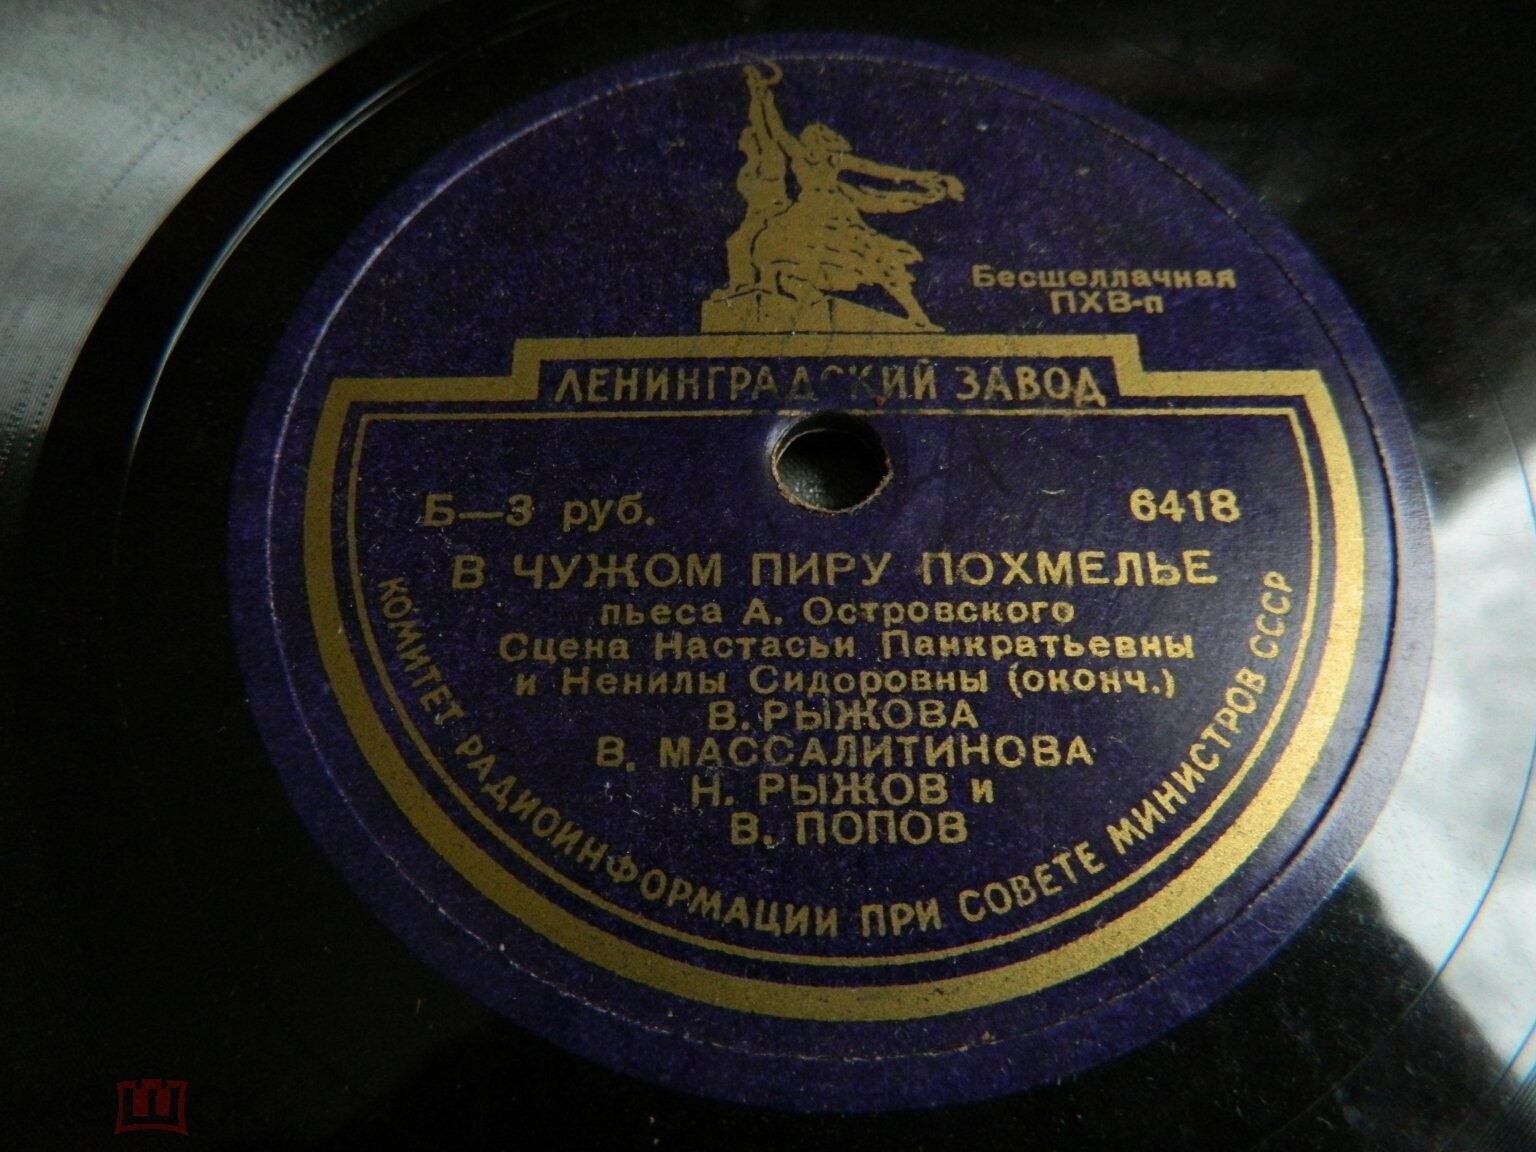 Бесшеллачная
ПХВ-п
ЛЕНИНГРАДСКИЙ ЗАВОД
Б—3 руб.
6418
В ЧУЖОМ ПИРУ ПОХМЕЛЬЕ
пьеса А. Островского
Сцена Настасьи Панкратьевны
и Ненилы Сидоровны (оконч.)
В. РЫЖОВА
В. МАССАЛИТИНОВА
Н. РЫЖОВ и
В. ПОПОВ
КОМИТЕТ РАДИОИНФОРМАЦИИ ПРИ СОВЕТЕ МИНИСТРОВ СССР